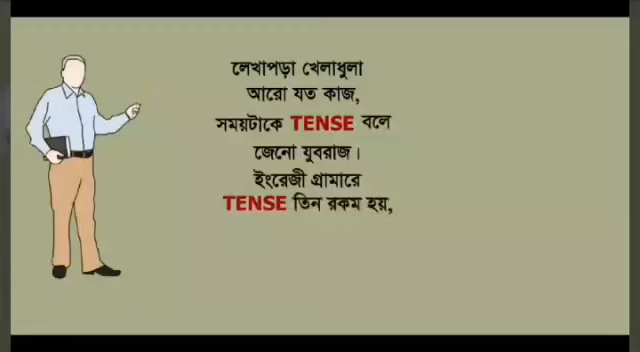 লেখাপড়া খেলাধুলা
আরো যত কাজ,
সময়টাকে TENSE বলে
জেনো যুবরাজ।
ইংরেজী গ্রামারে
TENSE তিন রকম হয়,